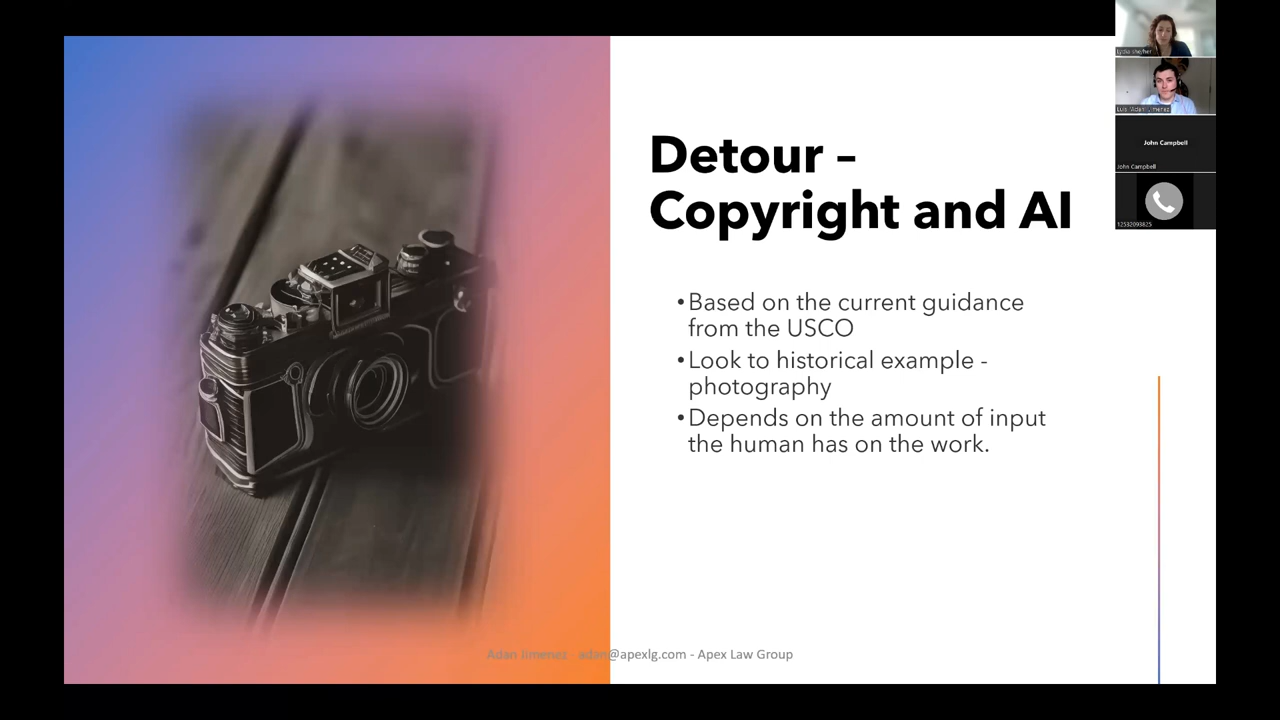 Detour –
Copyright and AI
•Based on the current guidance
from the USCO
•Look to historical example -
photography
•Depends on the amount of input
the human has on the work.
Adan Jimenez - adan@apexlg.com - Apex Law Group
John Campbell
John Campbell